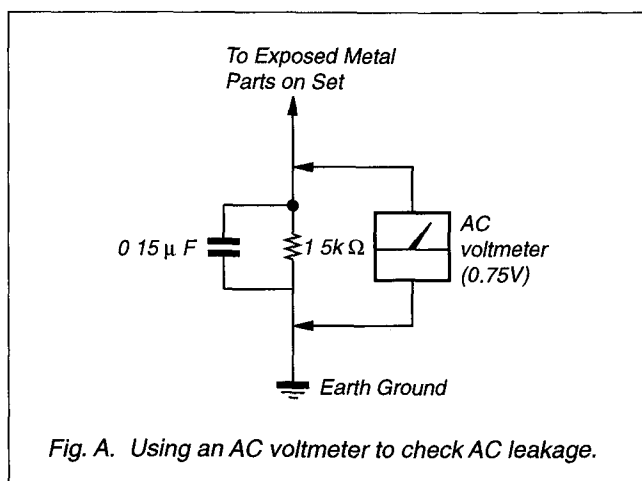 To Exposed Metal
Parts on Set
0 15 μ F
1 5k Ω
AC
voltmeter
(0.75V)
Earth Ground
Fig. A. Using an AC voltmeter to check AC leakage.